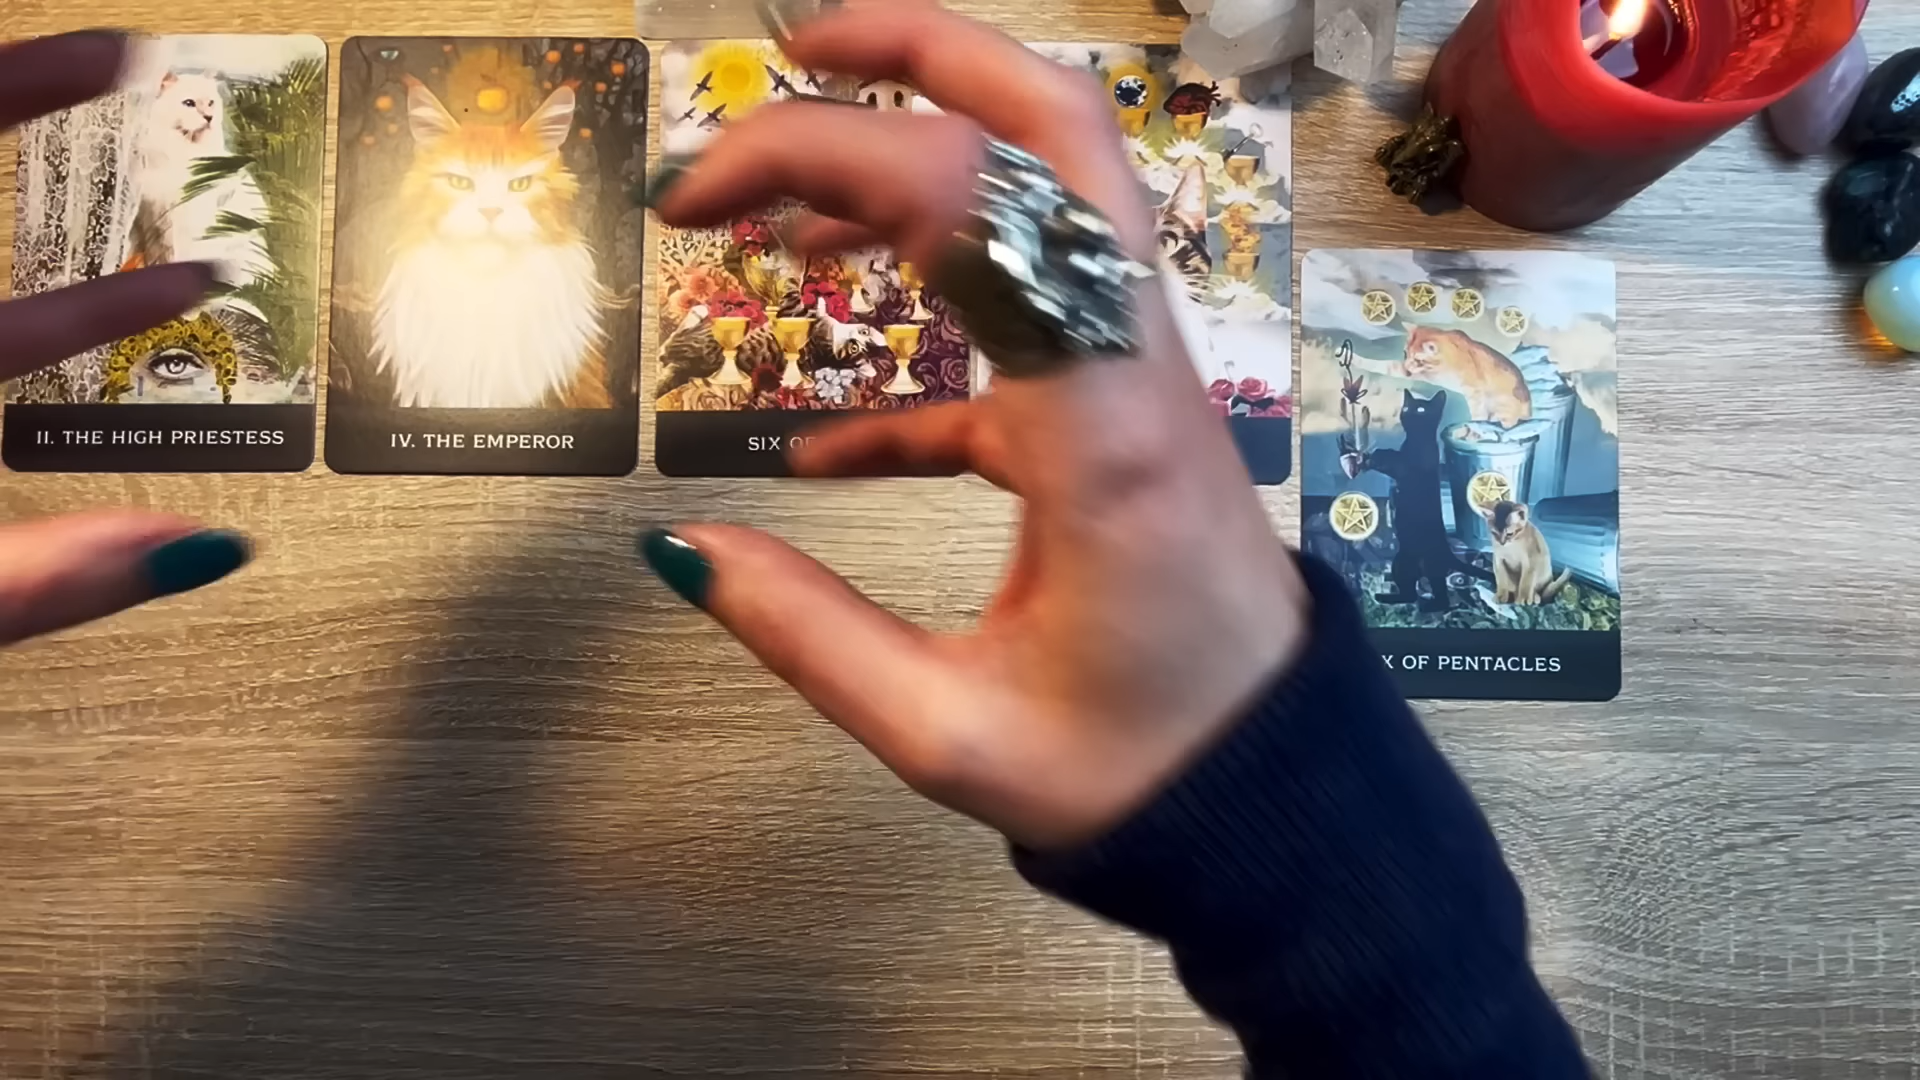 II. THE HIGH PRIESTESS
IV. THE EMPEROR
SIX OF
X OF PENTACLES